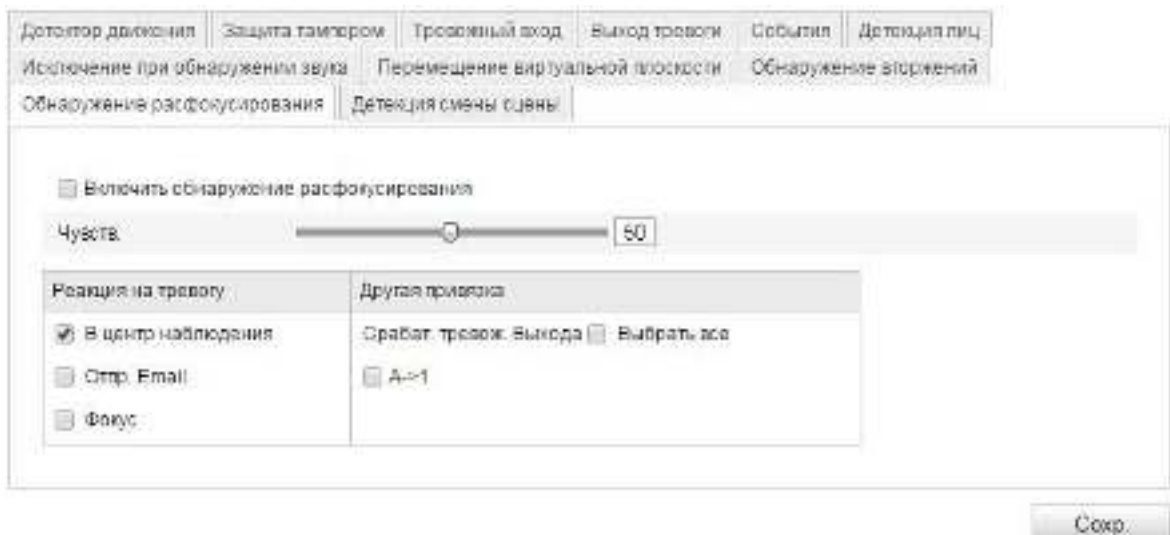 Детектор движения Защита тампером Тревожный вход Выход тревоги События Детекция лиц
Исключение при обнаружении звука Перемещение виртуальной плоскости Обнаружение вторжений
Обнаружение расфокусирования Детекция смены сцены
Включить обнаружение расфокусирования
Чувств. 50
Реакция на тревогу Другая привязка
В центр наблюдения Срабат. тревож. Выхода Выбрать все
Отпр. Email A->1
Фокус
Сохр.